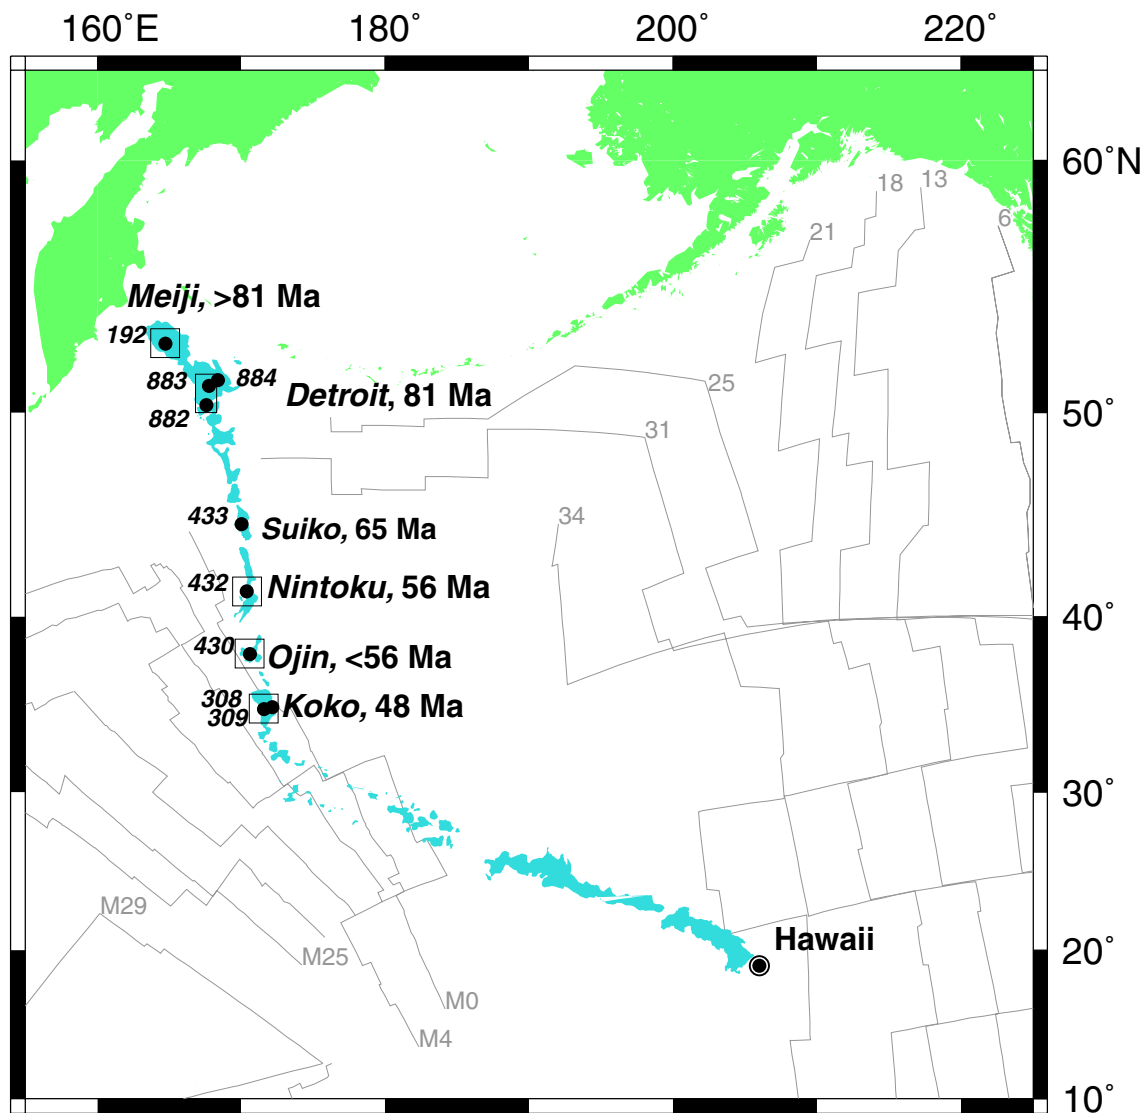 160˚E 180˚ 200˚ 220˚
60˚N
18 13
6
21
Meiji, >81 Ma
192
883 884
Detroit, 81 Ma
882
25
50˚
31
34
433
Suiko, 65 Ma
432
Nintoku, 56 Ma
40˚
430
Ojin, <56 Ma
308
309
Koko, 48 Ma
30˚
M29
Hawaii
M25
20˚
M0
M4
10˚